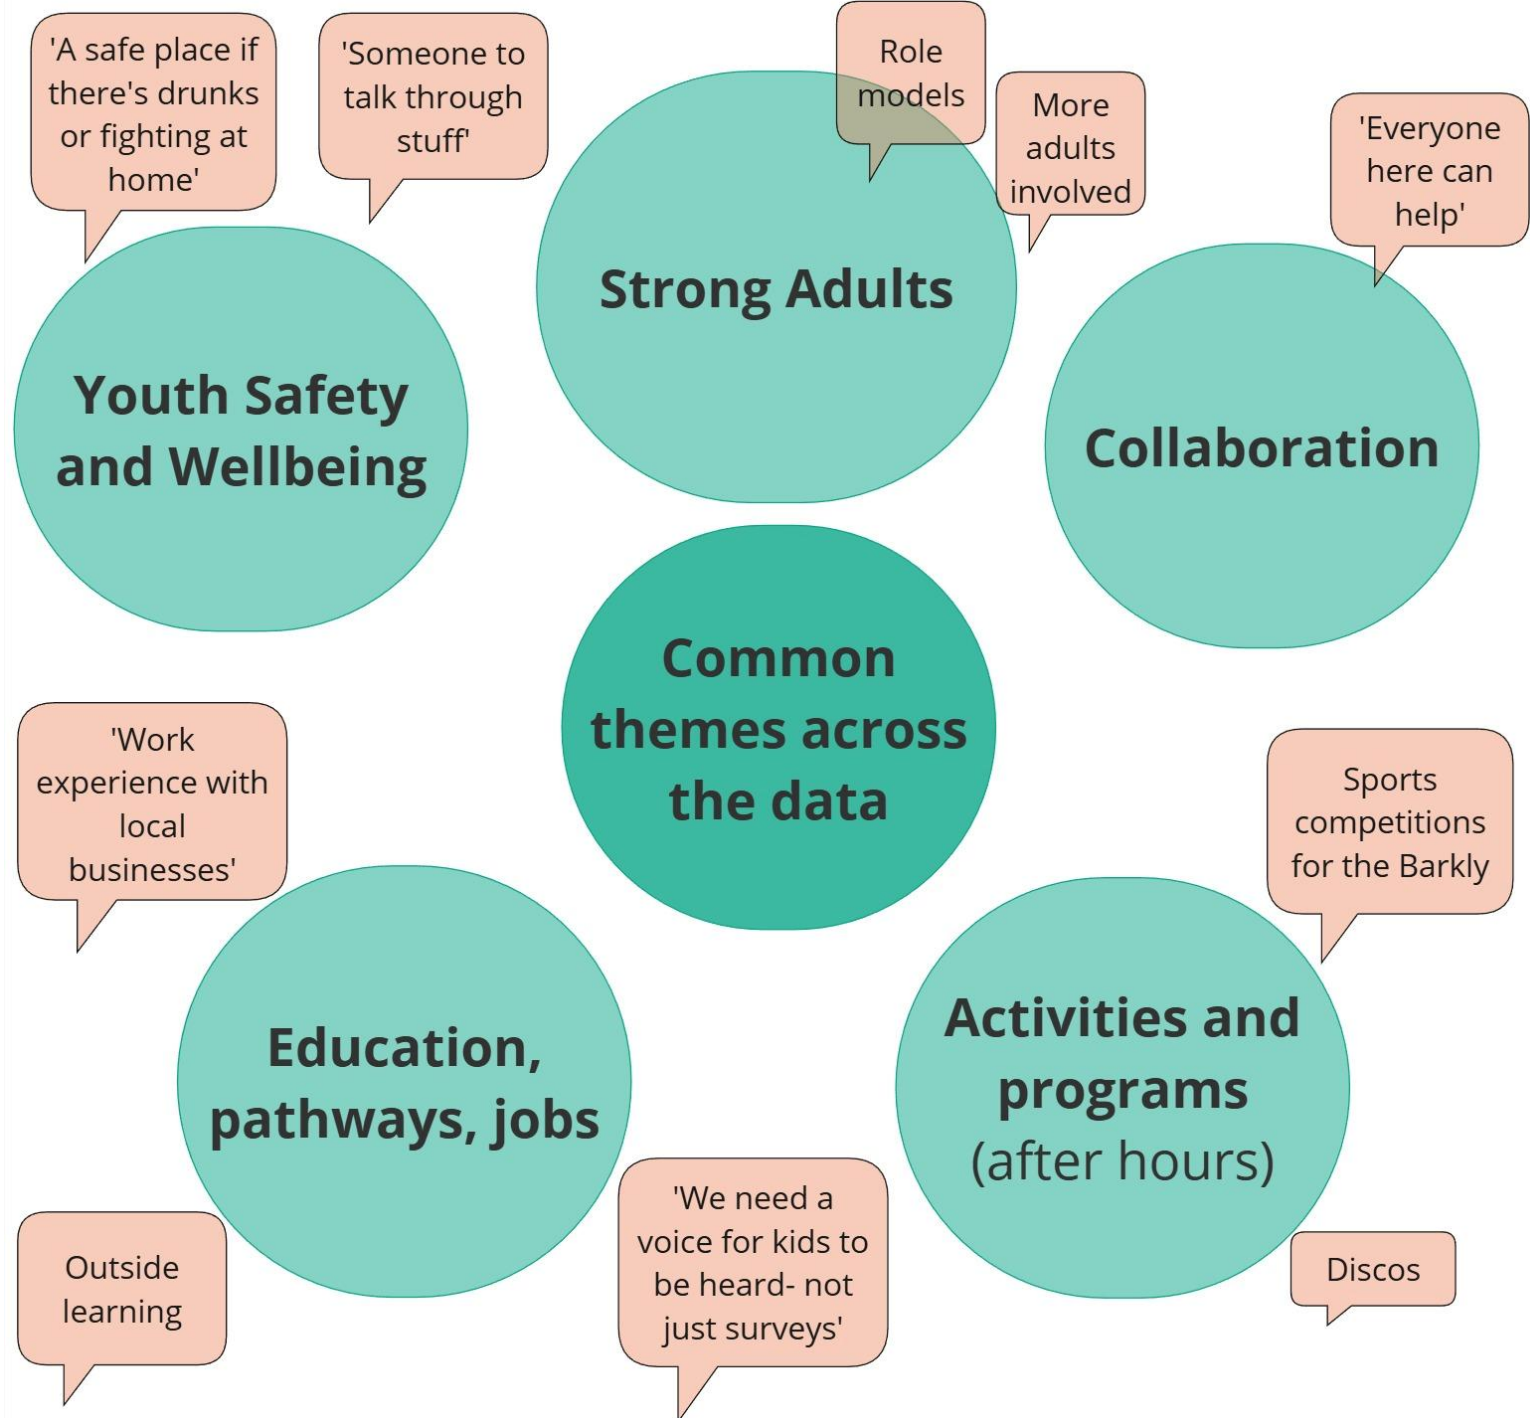 'A safe place if
there's drunks
or fighting at
home'
'Someone to
talk through
stuff'
Role
models
More
adults
involved
'Everyone
here can
help'
Strong Adults
Youth Safety
and Wellbeing
Collaboration
Common
themes across
the data
'Work
experience with
local
businesses'
Sports
competitions
for the Barkly
Education,
pathways, jobs
Activities and
programs
(after hours)
Outside
learning
'We need a
voice for kids to
be heard- not
just surveys'
Discos